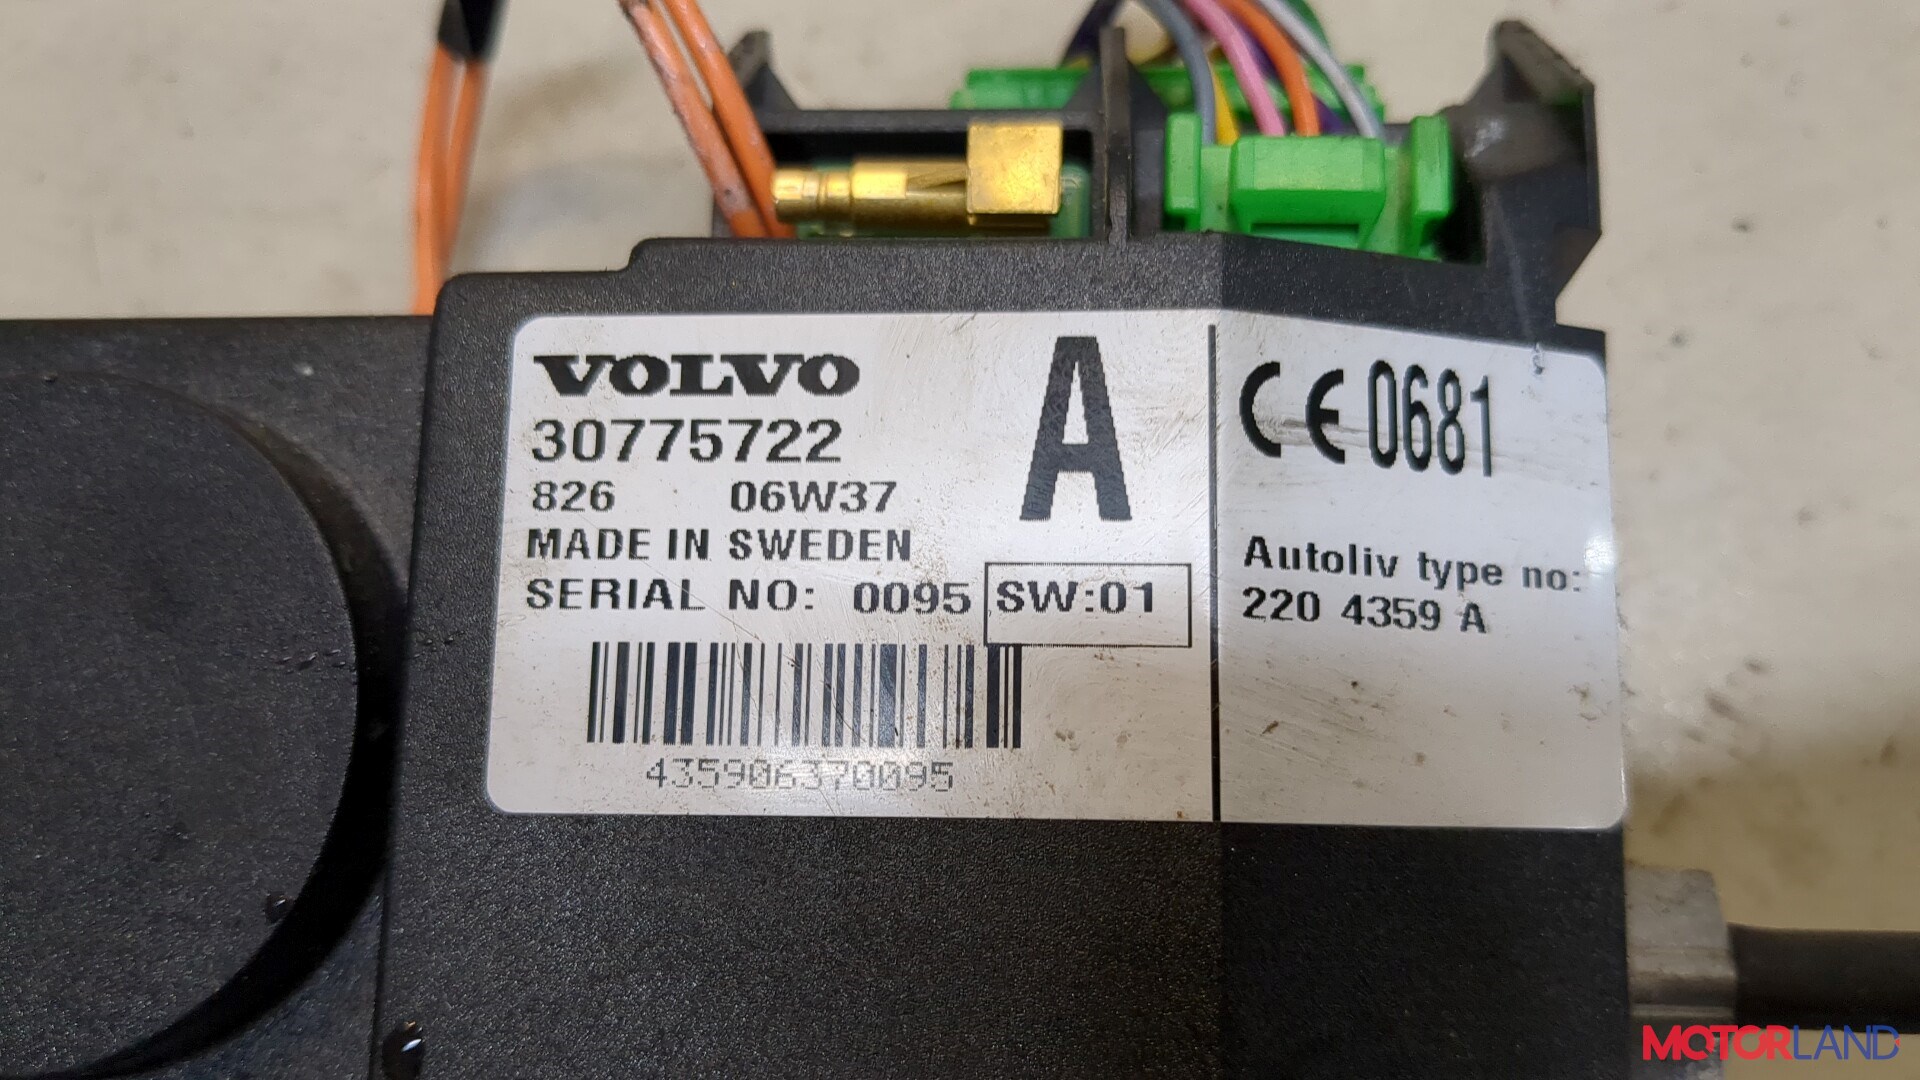 VOLVO
30775722
826 06W37
MADE IN SWEDEN
SERIAL NO: 0095 SW:01
435906370095
A
CE 0681
Autoliv type no:
220 4359 A
MOTORLAND